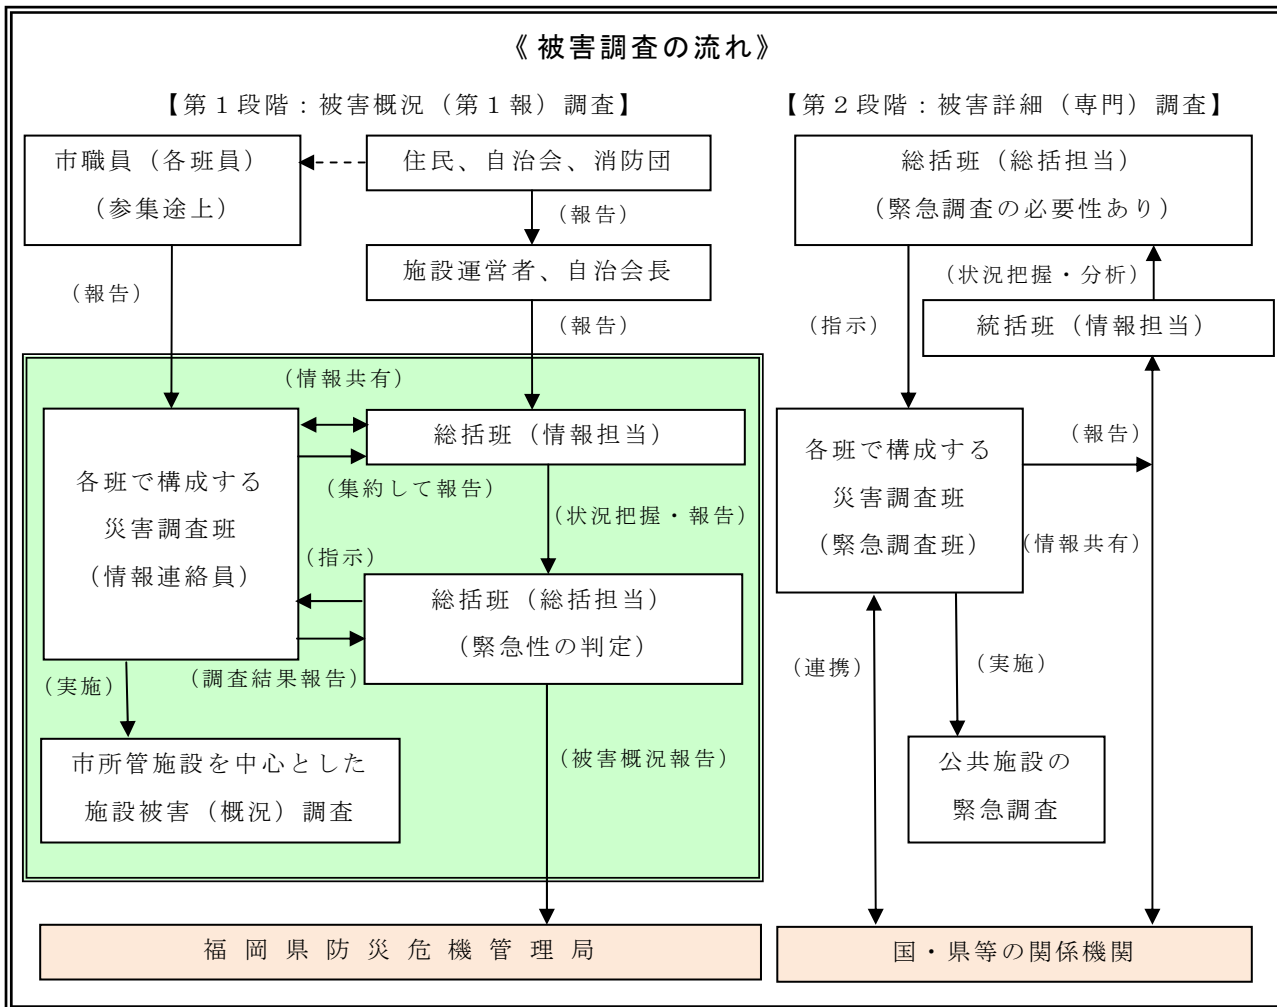 《被害調査の流れ》
【第１段階：被害概況（第１報）調査】
市職員（各班員）
（参集途上）
住民、自治会、消防団
（報告）
施設運営者、自治会長
（報告）
（報告）
（情報共有）
各班で構成する
災害調査班
（情報連絡員）
総括班（情報担当）
（集約して報告）
（状況把握・報告）
（指示）
総括班（総括担当）
（緊急性の判定）
（調査結果報告）
（実施）
市所管施設を中心とした
施設被害（概況）調査
（被害概況報告）
福岡県防災危機管理局
【第２段階：被害詳細（専門）調査】
総括班（総括担当）
（緊急調査の必要性あり）
（状況把握・分析）
（指示）
統括班（情報担当）
各班で構成する
災害調査班
（緊急調査班）
（報告）
（情報共有）
（連携）
（実施）
公共施設の
緊急調査
国・県等の関係機関